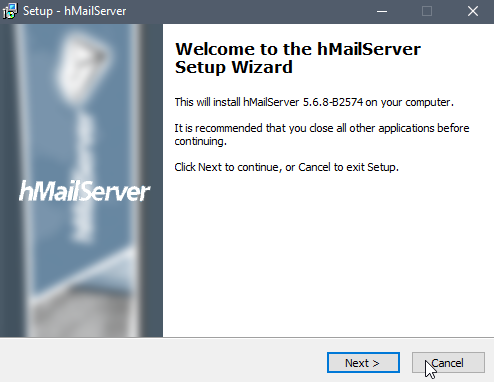 Setup - hMailServer
Welcome to the hMailServer
Setup Wizard
This will install hMailServer 5.6.8-B2574 on your computer.
It is recommended that you close all other applications before
continuing.
Click Next to continue, or Cancel to exit Setup.
hMailServer
hMailServer
Next >
Cancel